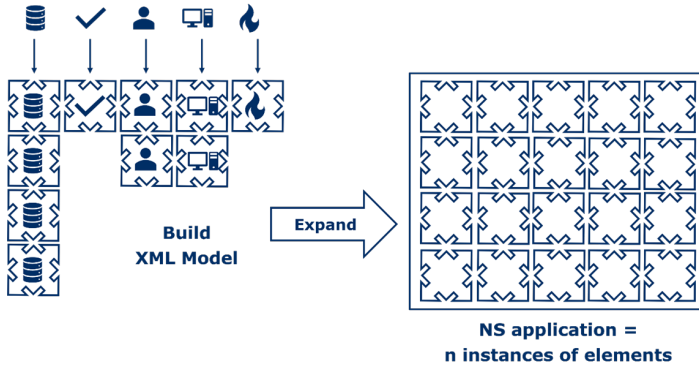 Build
XML Model
Expand
NS application =
n instances of elements